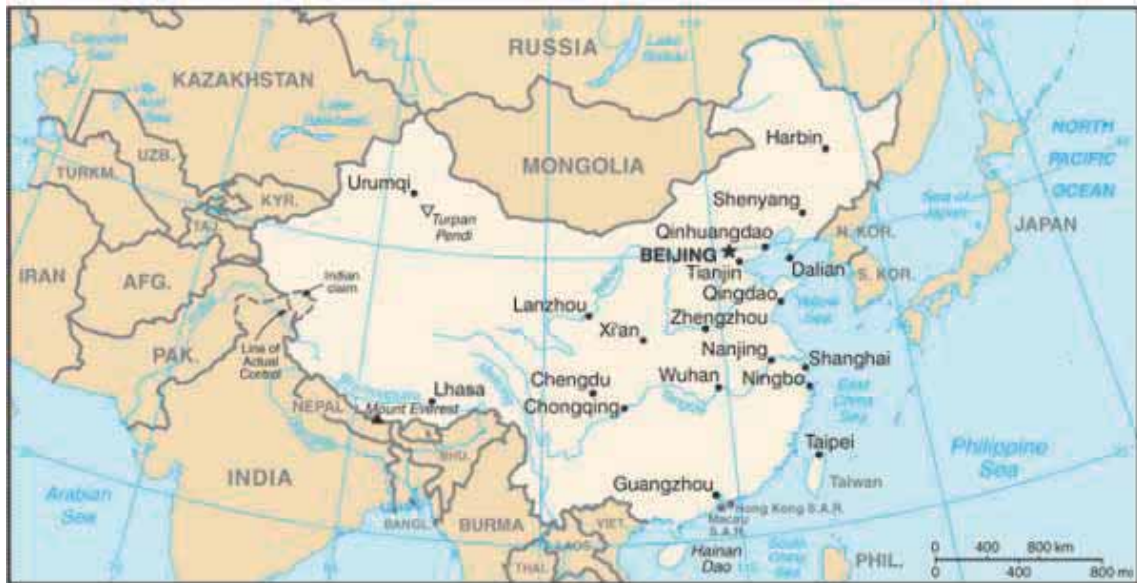 RUSSIA
KAZAKHSTAN
Harbin
NORTH
UZB.
MONGOLIA
PACIFIC
TURKM.
Urumqi
KYR.
OCEAN
Turpan
Pendi
Shenyang
Sea of
Japan
JAPAN
TAJ.
Qinhuangdao
N. KOR.
BEIJING
IRAN
AFG.
Indian
claim
Tianjin
Dalian
S. KOR.
Lanzhou
Qingdao
Yellow
Sea
Xi'an
Zhengzhou
PAK.
Line of
Actual
Control
Nanjing
Shanghai
Lhasa
Chengdu
Wuhan
Ningbo
East
China
Sea
NEPAL
Mount Everest
Chongqing
BHU.
Taipei
Philippine
Sea
INDIA
Taiwan
Arabian
Sea
Guangzhou
Hong Kong S.A.R.
Macau
S.A.R.
BANGL.
BURMA
VIET.
LAOS
Hainan
Dao
South
China
Sea
THAI.
PHIL.
0 400 800 km
0 400 800 mi